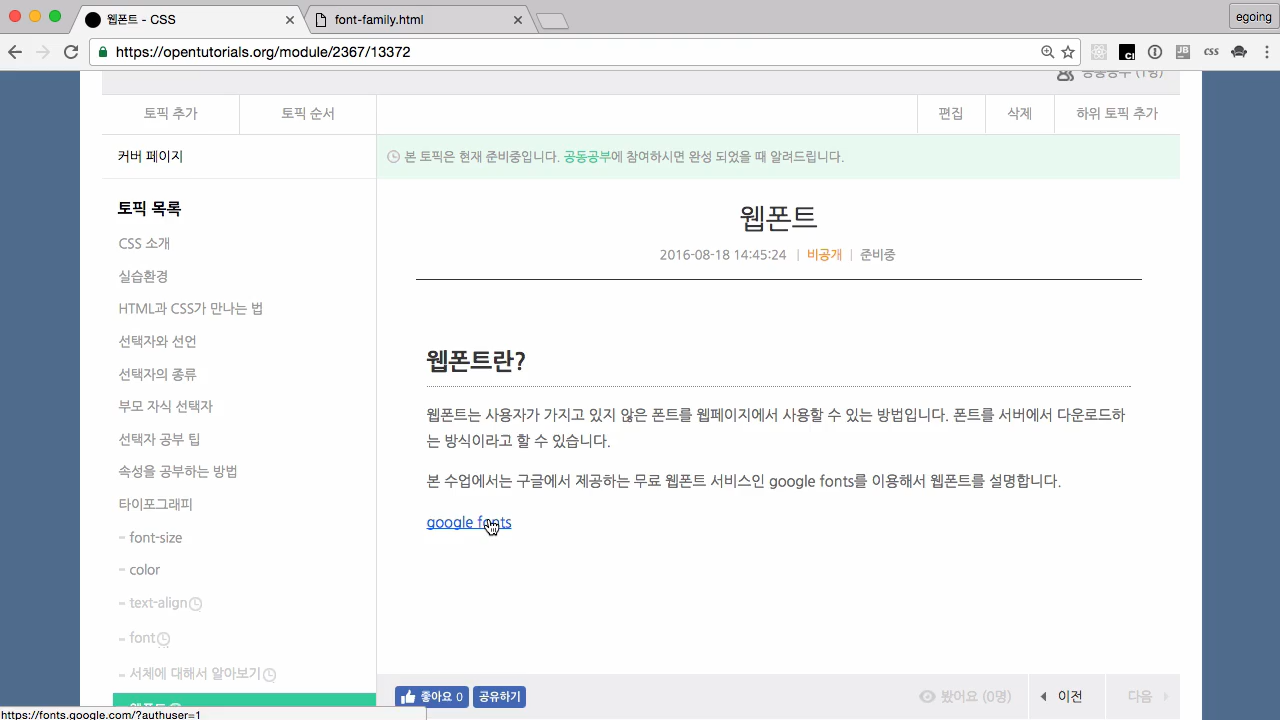 웹폰트 - CSS
font-family.html
egoing
https://opentutorials.org/module/2367/13372
공동공부 (1명)
토픽 추가
토픽 순서
편집
삭제
하위 토픽 추가
커버 페이지
본 토픽은 현재 준비중입니다. 공동공부에 참여하시면 완성 되었을 때 알려드립니다.
토픽 목록
CSS 소개
실습환경
HTML과 CSS가 만나는 법
선택자와 선언
선택자의 종류
부모 자식 선택자
선택자 공부 팁
속성을 공부하는 방법
타이포그래피
font-size
color
text-align
font
서체에 대해서 알아보기
웹폰트
웹폰트
2016-08-18 14:45:24 | 비공개 | 준비중
웹폰트란?
웹폰트는 사용자가 가지고 있지 않은 폰트를 웹페이지에서 사용할 수 있는 방법입니다. 폰트를 서버에서 다운로드하
는 방식이라고 할 수 있습니다.
본 수업에서는 구글에서 제공하는 무료 웹폰트 서비스인 google fonts를 이용해서 웹폰트를 설명합니다.
google fonts
좋아요 0
공유하기
봤어요 (0명)
이전
다음
https://fonts.google.com/?authuser=1